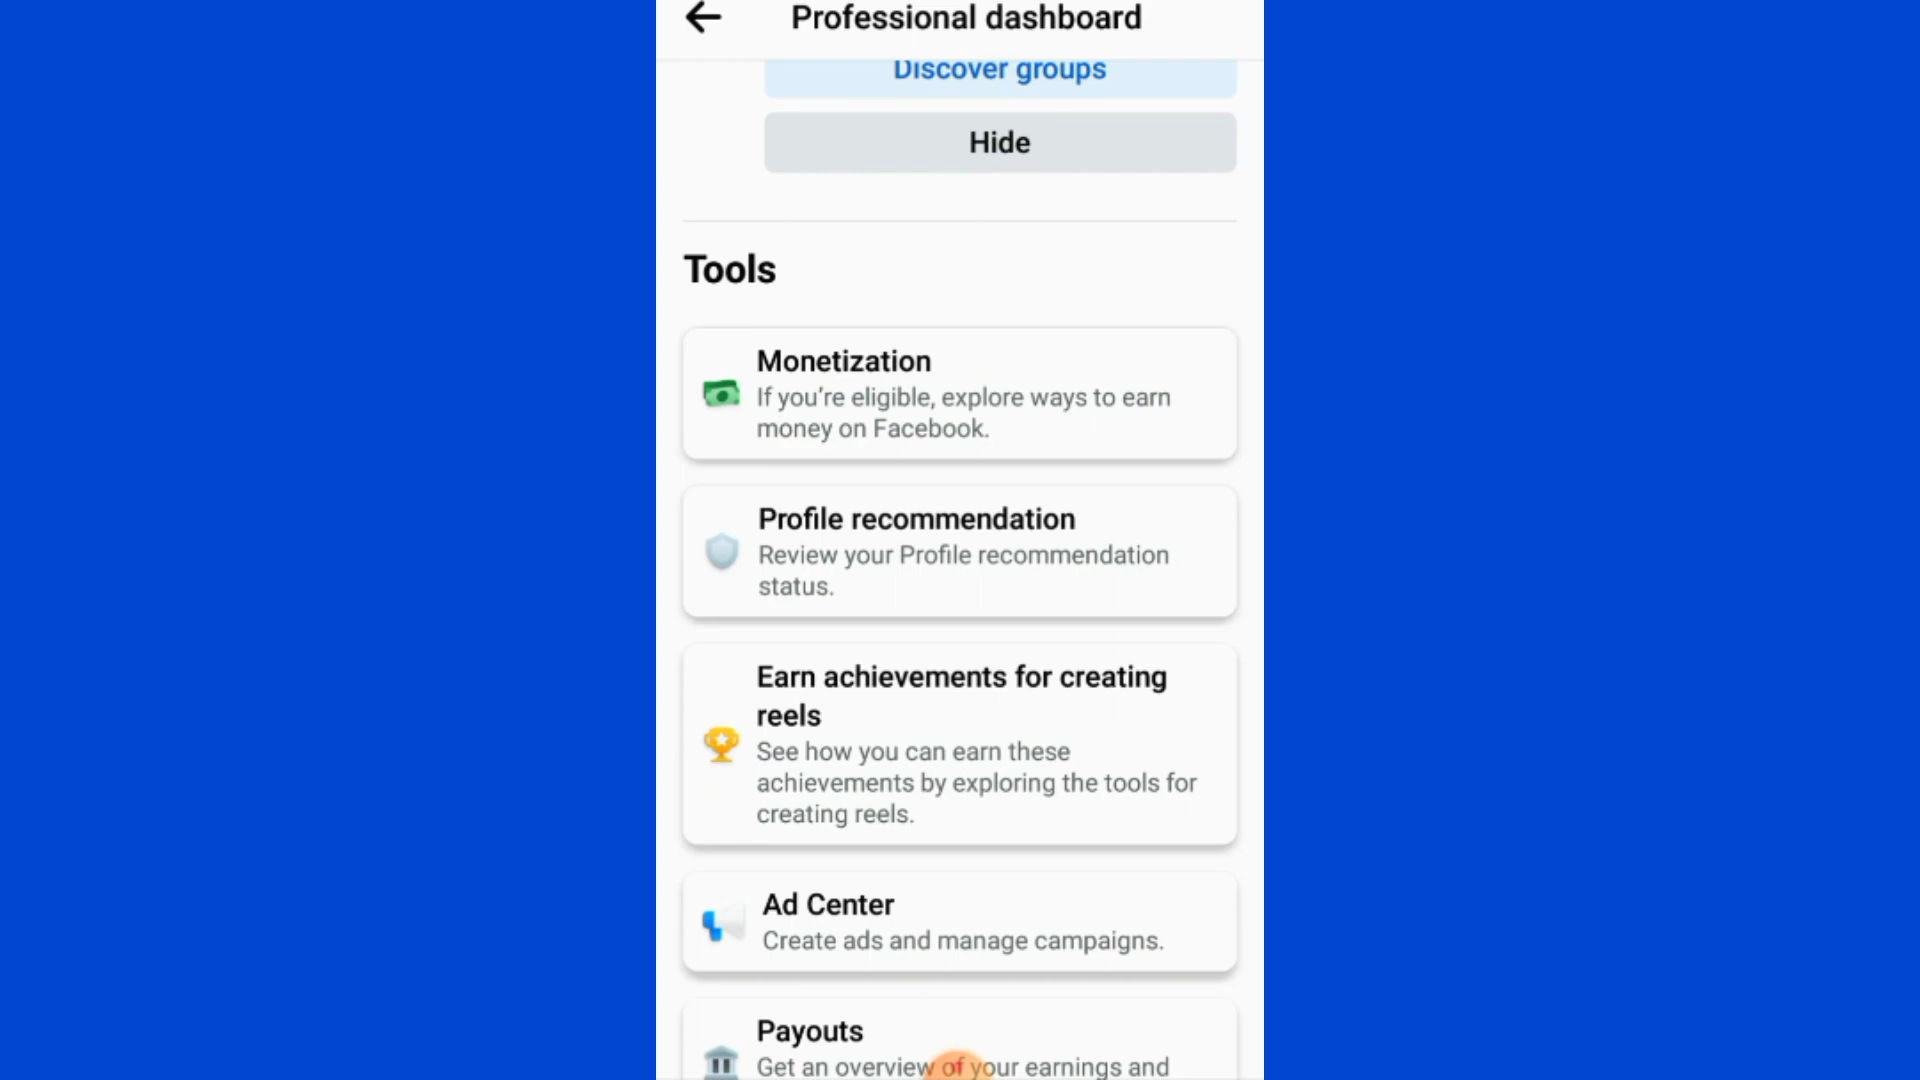 Professional dashboard
Discover groups
Hide
Tools
Monetization
If you’re eligible, explore ways to earn
money on Facebook.
Profile recommendation
Review your Profile recommendation
status.
Earn achievements for creating
reels
See how you can earn these
achievements by exploring the tools for
creating reels.
Ad Center
Create ads and manage campaigns.
Payouts
Get an overview of your earnings and